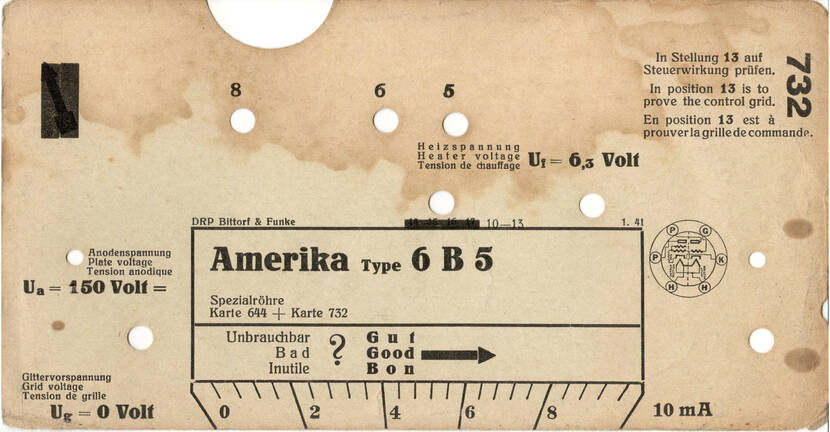 In Stellung 13 auf
Steuerwirkung prüfen.
In position 13 is to
prove the control grid.
En position 13 est à
prouver la grille de commande.
732
8 6 5
Heizspannung
Heater voltage
Tension de chauffage
Uf = 6,3 Volt
DRP Bittorf & Funke
10—13
1. 41
Anodenspannung
Plate voltage
Tension anodique
Ua = 150 Volt =
Amerika Type 6 B 5
Spezialröhre
Karte 644 + Karte 732
P G
P K
H H
Unbrauchbar ? Gut
Bad Good
Inutile Bon
Gittervorspannung
Grid voltage
Tension de grille
Ug = 0 Volt
0 2 4 6 8 10 mA